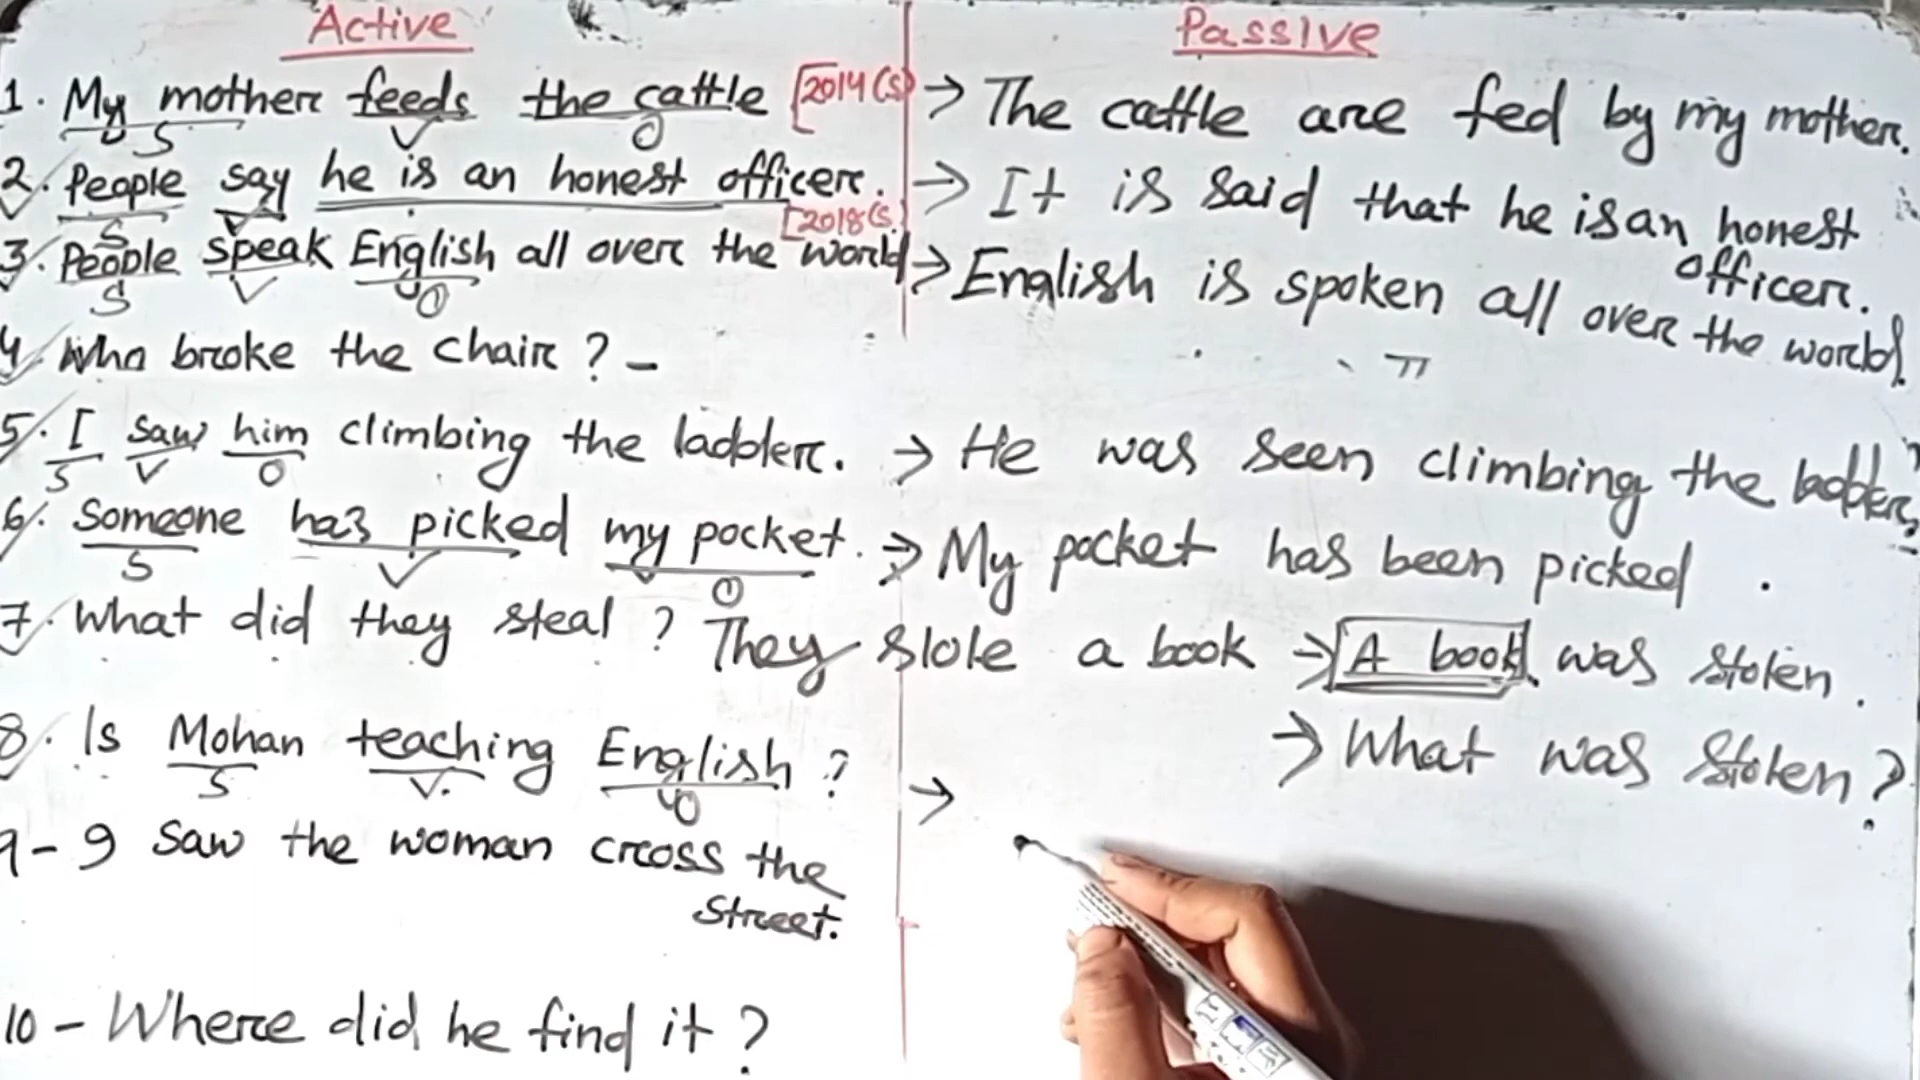 Active
Passive
1. My mother feeds the cattle [2014(S) → The cattle are fed by my mother.
S V O
2. People say he is an honest officer. → It is said that he is an honest officer.
S V [2018(S)
3. People speak English all over the world → English is spoken all over the world.
S V O
4. Who broke the chair? -
5. I saw him climbing the ladder. → He was seen climbing the ladder.
S V O
6. Someone has picked my pocket. → My pocket has been picked.
S V O
7. What did they steal? They stole a book → A book was stolen.
→ What was stolen?
8. Is Mohan teaching English? →
S V. O
9 - I saw the woman cross the
street.
10 - Where did he find it?